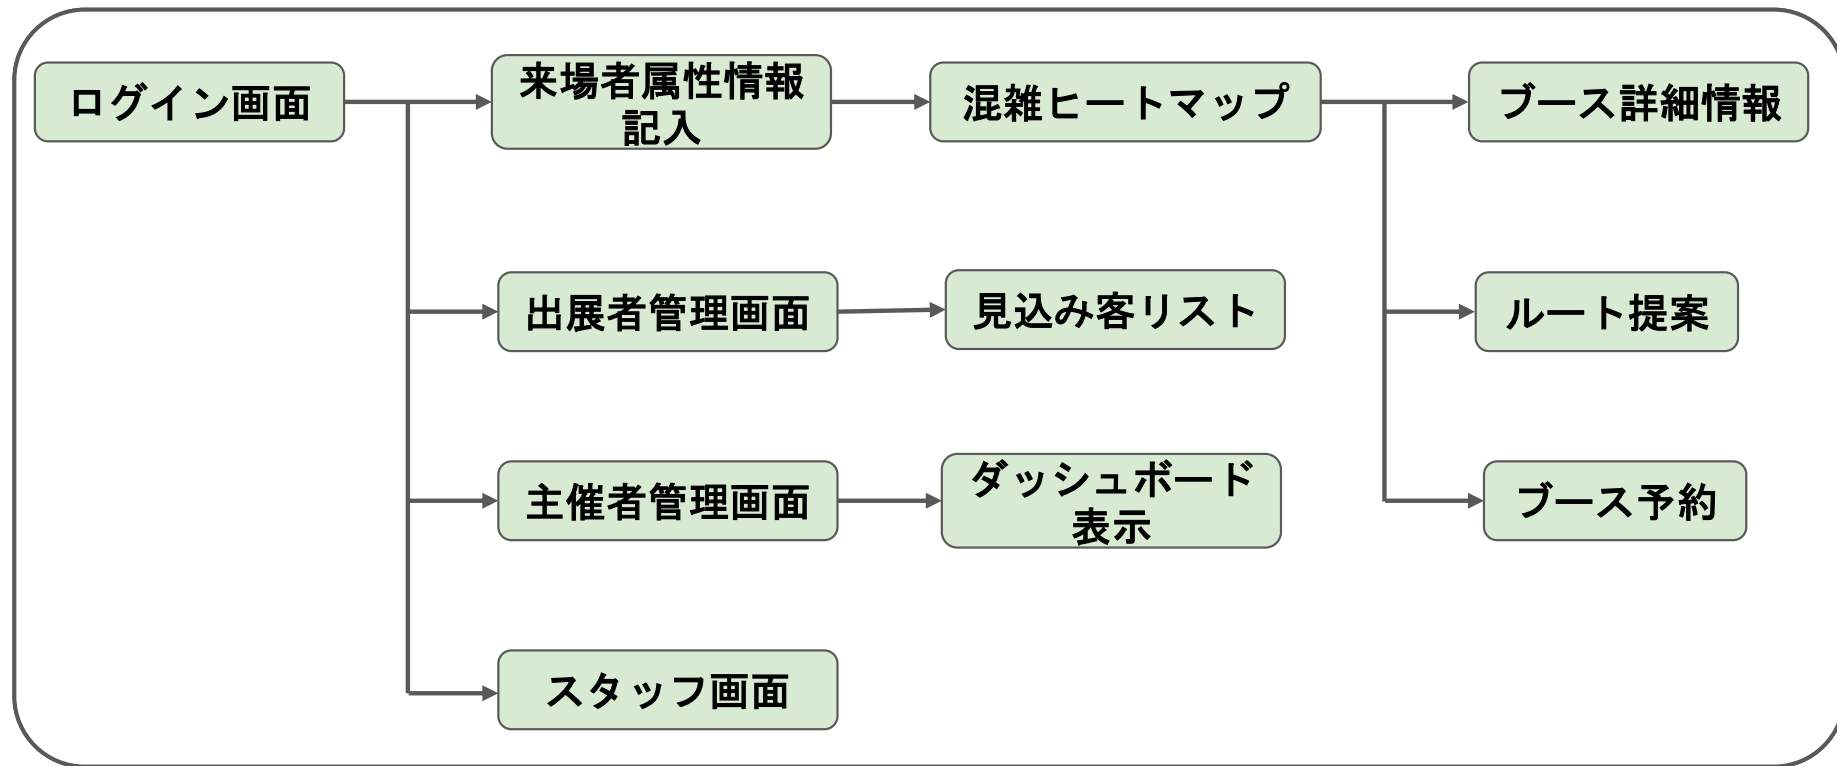 ログイン画面
来場者属性情報
記入
混雑ヒートマップ
ブース詳細情報
出展者管理画面
見込み客リスト
ルート提案
主催者管理画面
ダッシュボード
表示
ブース予約
スタッフ画面